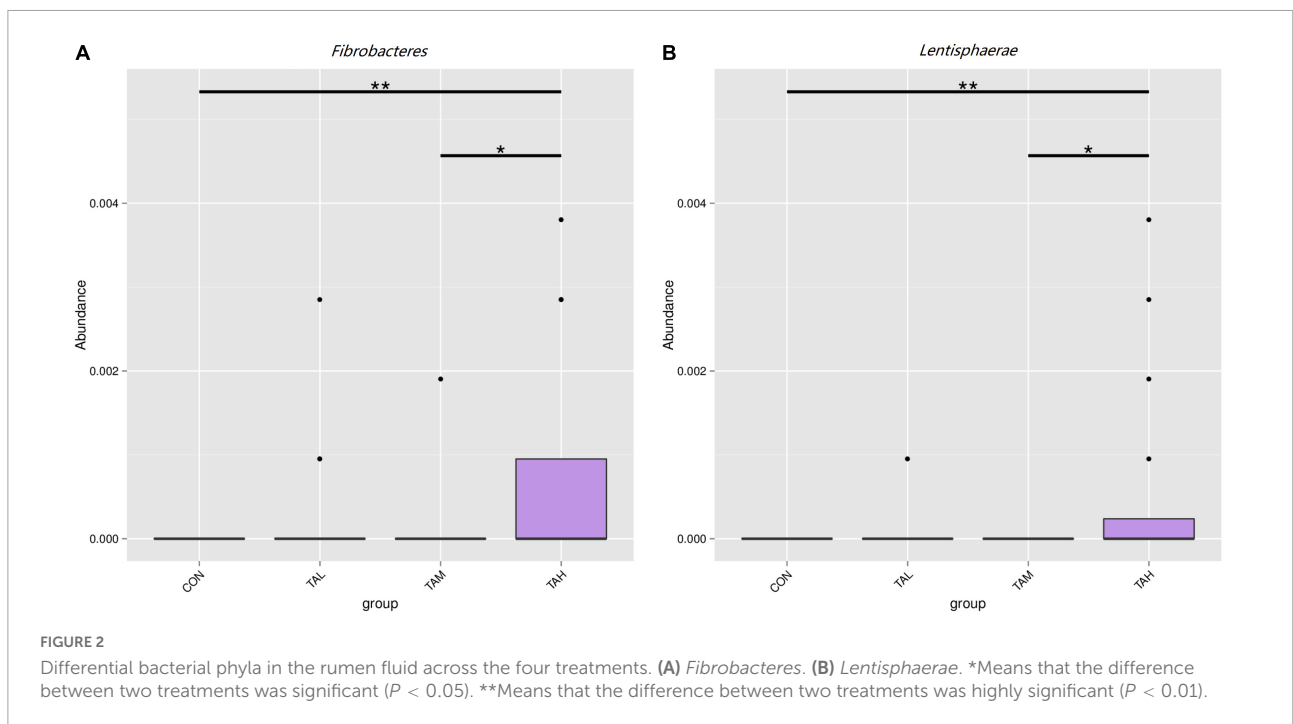 A
Fibrobacteres
**
*
0.004
0.002
0.000
Abundance
CON
TAL
TAM
TAH
group
B
Lentisphaerae
**
*
0.004
0.002
0.000
Abundance
CON
TAL
TAM
TAH
group
FIGURE 2
Differential bacterial phyla in the rumen fluid across the four treatments. (A) Fibrobacteres. (B) Lentisphaerae. *Means that the difference
between two treatments was significant (P < 0.05). **Means that the difference between two treatments was highly significant (P < 0.01).